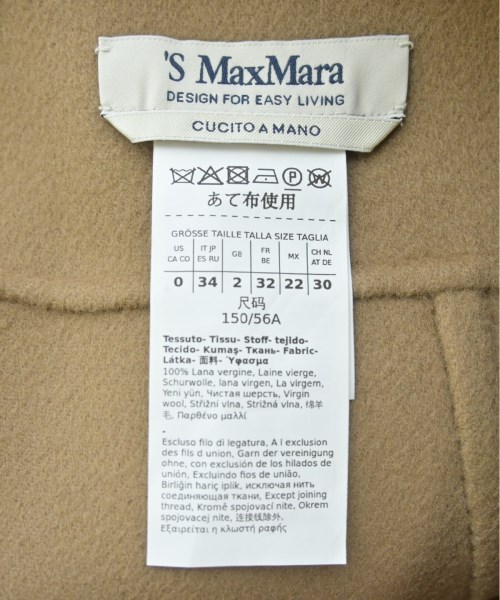 'S MaxMara
DESIGN FOR EASY LIVING
CUCITO A MANO
P W
あて布使用
GRÖSSE TAILLE TALLA SIZE TAGLIA
US IT JP GB FR MX CH NL
CA CO ES RU BE AT DE
0 34 2 32 22 30
尺码
150/56A
Tessuto- Tissu- Stoff- tejido-
Tecido- Kumaş- Ткань- Fabric-
Látka- 面料- Ύφασμα
100% Lana vergine, Laine vierge,
Schurwolle, lana virgen, La virgem,
Yeni yün, Чистая шерсть, Virgin
wool, Střižní vlna, Strižná vlna, 绵羊
毛, Παρθένο μαλλί
-
Escluso filo di legatura, A l exclusion
des fils d union, Garn der vereinigung
ohne, con exclusión de los hilados de
unión, Excluindo fios de união,
Birliğin hariç iplik, исключая нить
соединяющая ткани, Except joining
thread, Kromě spojovací nite, Okrem
spojovacej nite, 连接线除外,
Εξαιρείται η κλωστή ραφής